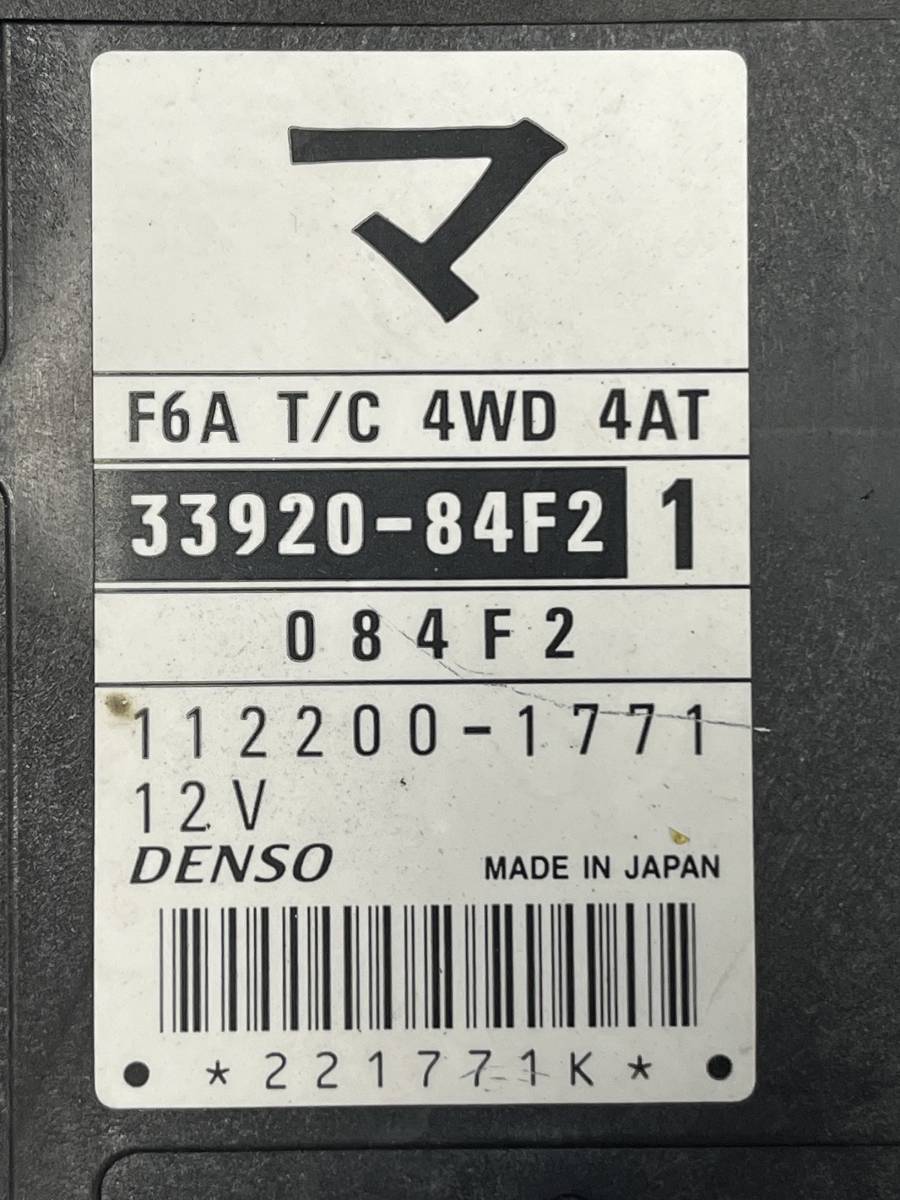 マ
F6A T/C 4WD 4AT
33920-84F2 1
084F2
112200-1771
12V
DENSO MADE IN JAPAN
*221771K*